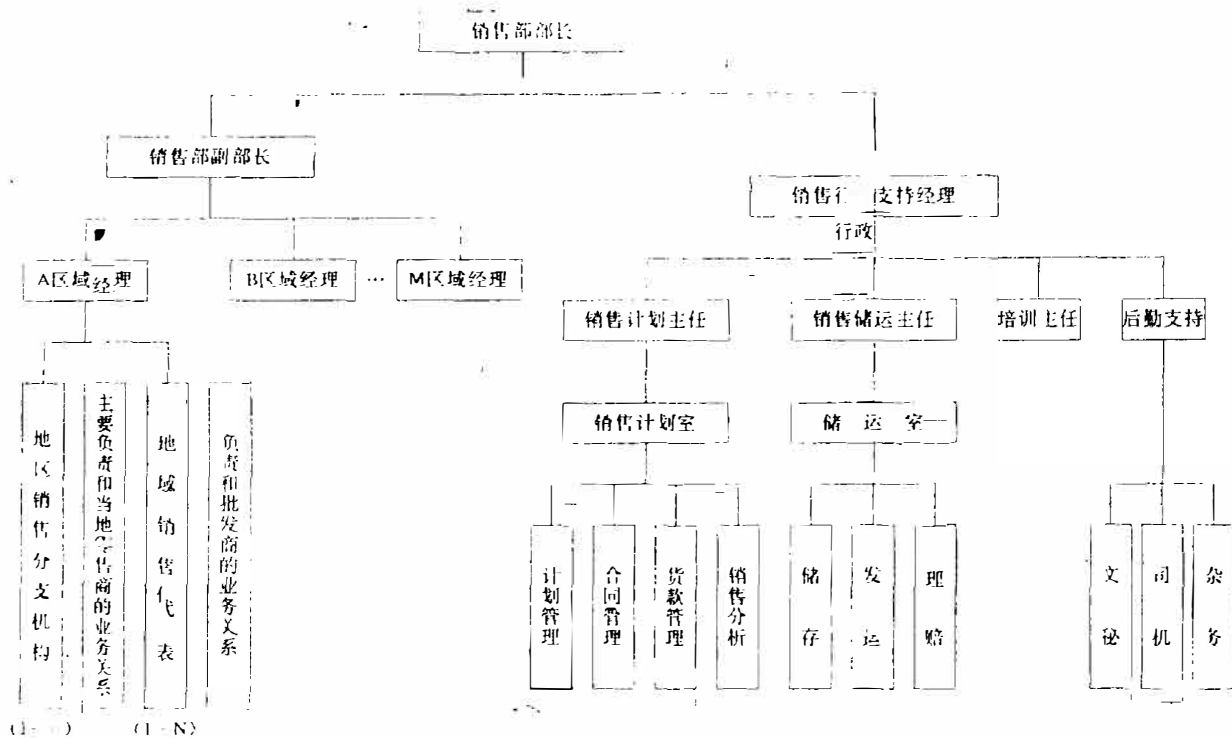 销售部部长
销售部副部长
销售行 支持经理
行政
A区域经理
B区域经理
…
M区域经理
销售计划主任
销售储运主任
培训主任
后勤支持
销售计划室
储运室
地区销售分支机构
主要负责和当地售商的业务关系
地域销售代表
负责和批发商的业务关系
计划管理
合同管理
货款管理
销售分析
储存
发运
理赔
文秘
司机
杂务
(1-N)